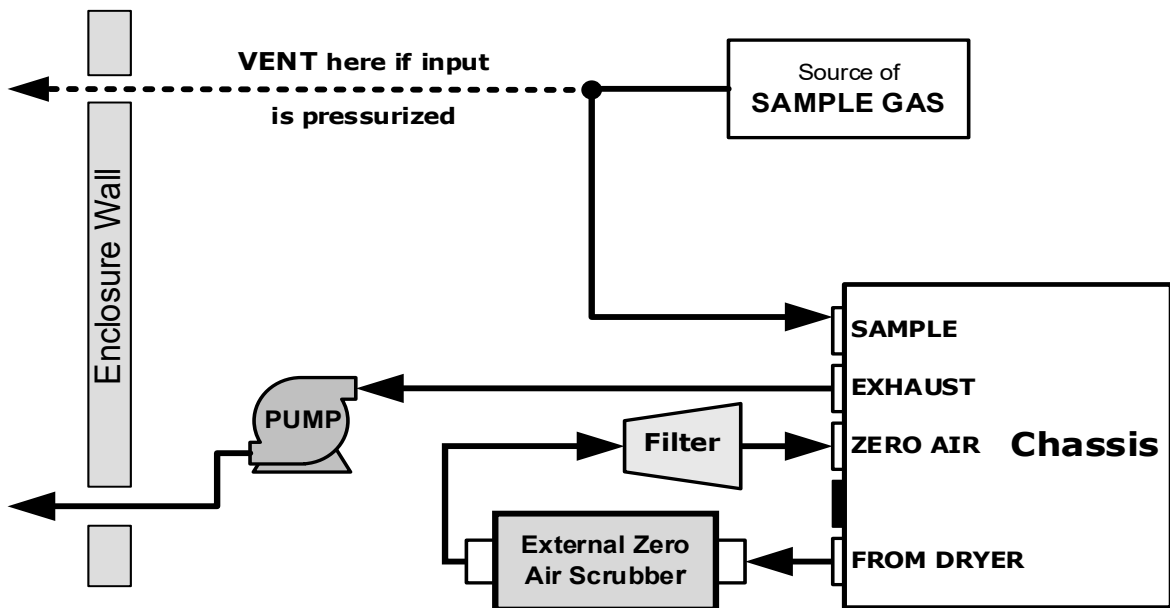 VENT here if input
is pressurized
Source of
SAMPLE GAS
Enclosure Wall
SAMPLE
EXHAUST
PUMP
Filter
ZERO AIR
Chassis
External Zero
Air Scrubber
FROM DRYER